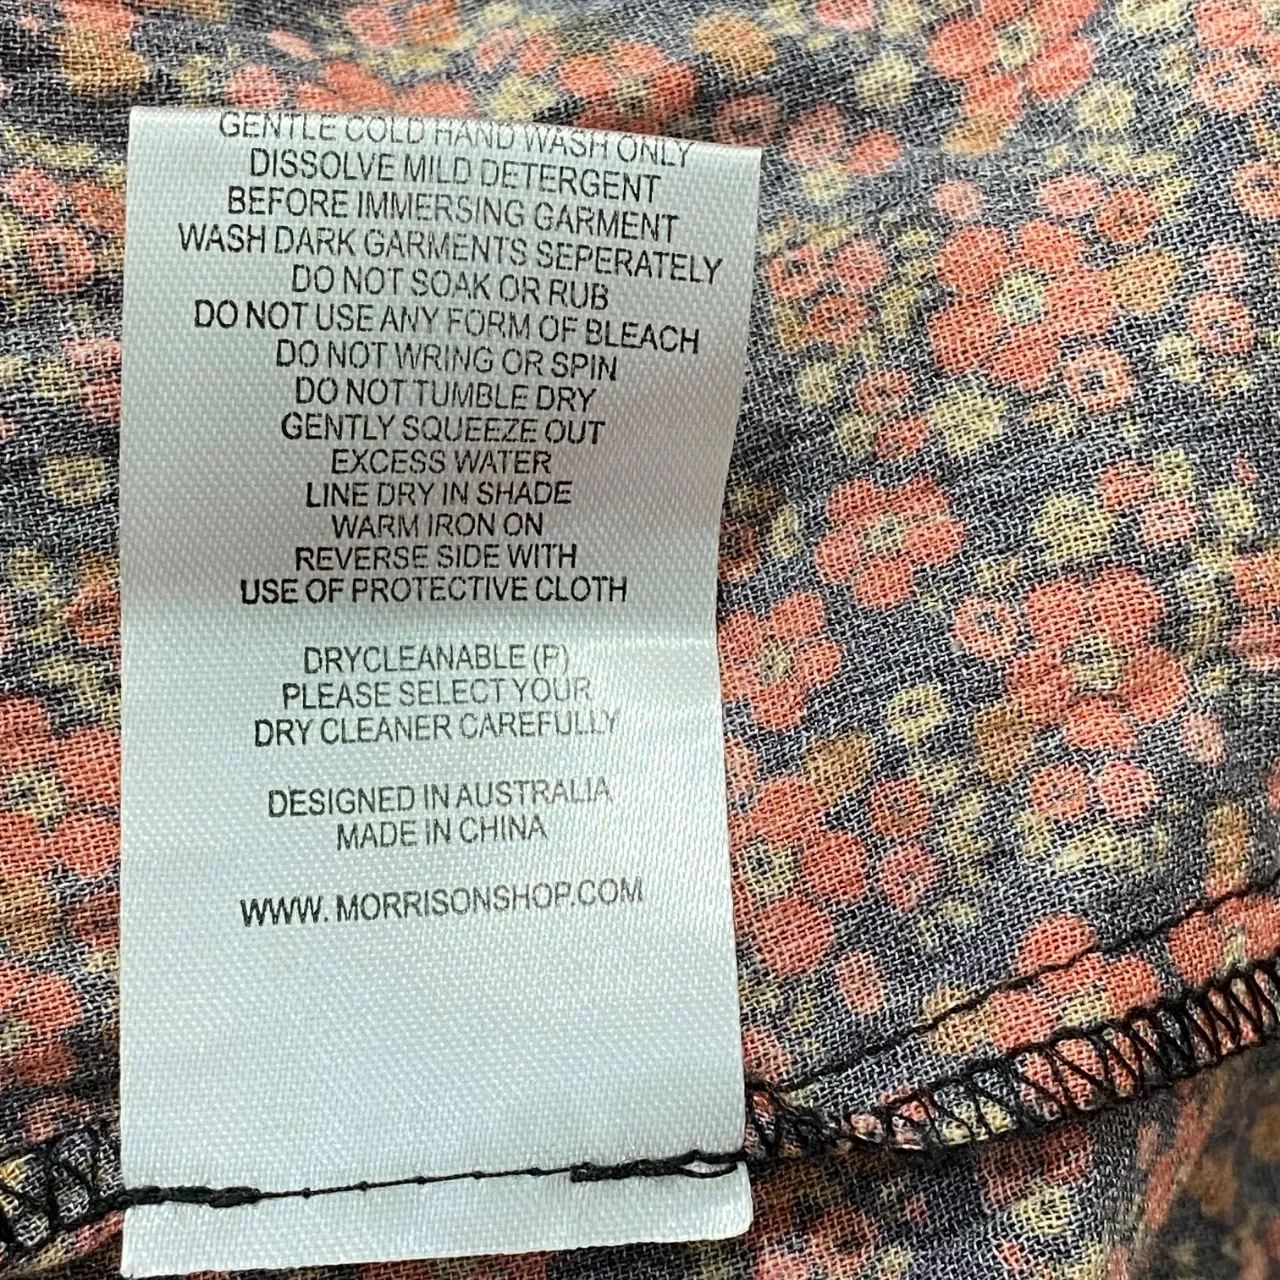 GENTLE COLD HAND WASH ONLY
DISSOLVE MILD DETERGENT
BEFORE IMMERSING GARMENT
WASH DARK GARMENTS SEPERATELY
DO NOT SOAK OR RUB
DO NOT USE ANY FORM OF BLEACH
DO NOT WRING OR SPIN
DO NOT TUMBLE DRY
GENTLY SQUEEZE OUT
EXCESS WATER
LINE DRY IN SHADE
WARM IRON ON
REVERSE SIDE WITH
USE OF PROTECTIVE CLOTH
DRYCLEANABLE (P)
PLEASE SELECT YOUR
DRY CLEANER CAREFULLY
DESIGNED IN AUSTRALIA
MADE IN CHINA
WWW. MORRISONSHOP.COM